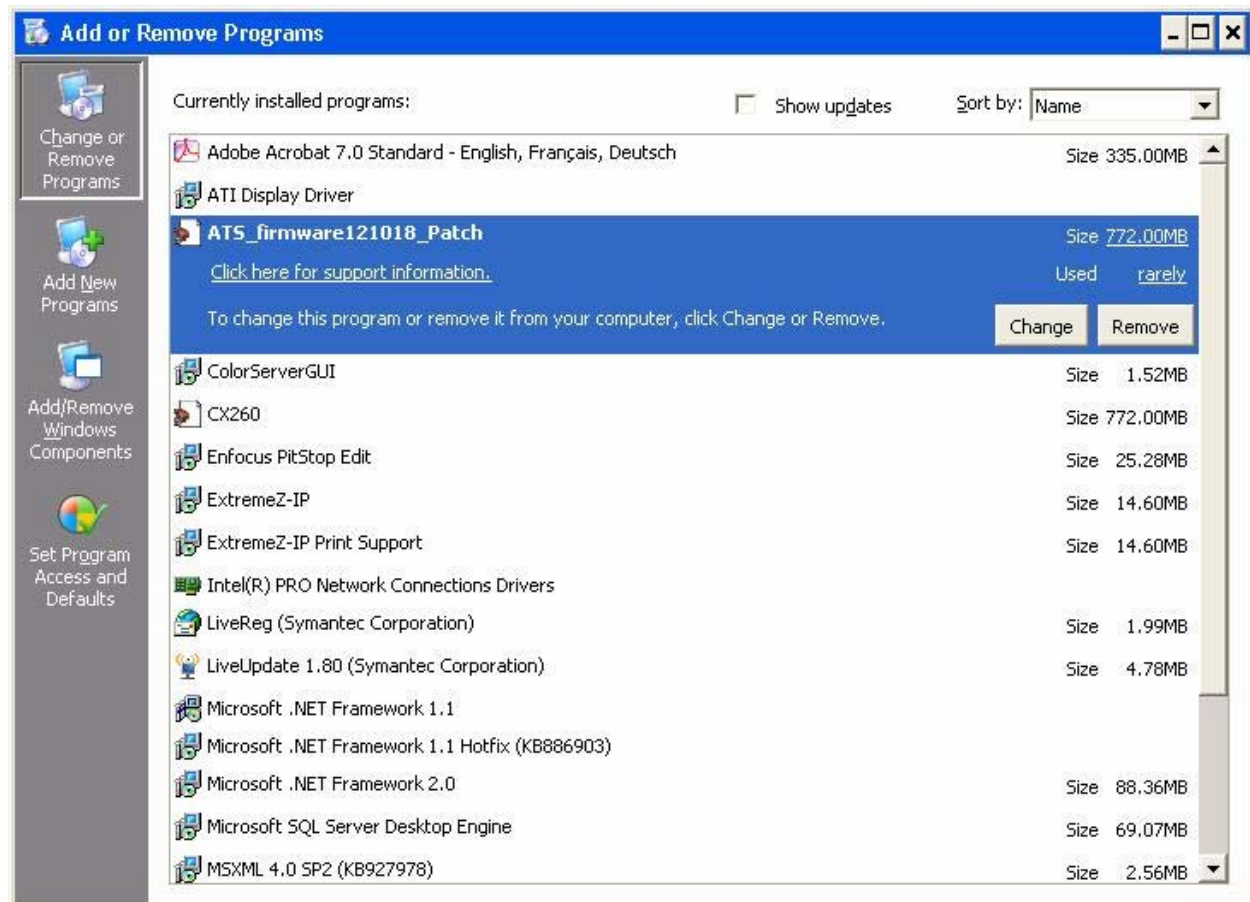 Add or Remove Programs
Change or
Remove
Programs
Add New
Programs
Add/Remove
Windows
Components
Set Program
Access and
Defaults
Currently installed programs:
Show updates
Sort by: Name
Adobe Acrobat 7.0 Standard - English, Français, Deutsch Size 335.00MB
ATI Display Driver
ATS_firmware121018_Patch Size 772.00MB
Click here for support information. Used rarely
To change this program or remove it from your computer, click Change or Remove. Change Remove
ColorServerGUI Size 1.52MB
CX260 Size 772.00MB
Enfocus PitStop Edit Size 25.28MB
ExtremeZ-IP Size 14.60MB
ExtremeZ-IP Print Support Size 14.60MB
Intel(R) PRO Network Connections Drivers
LiveReg (Symantec Corporation) Size 1.99MB
LiveUpdate 1.80 (Symantec Corporation) Size 4.78MB
Microsoft .NET Framework 1.1
Microsoft .NET Framework 1.1 Hotfix (KB886903)
Microsoft .NET Framework 2.0 Size 88.36MB
Microsoft SQL Server Desktop Engine Size 69.07MB
MSXML 4.0 SP2 (KB927978) Size 2.56MB